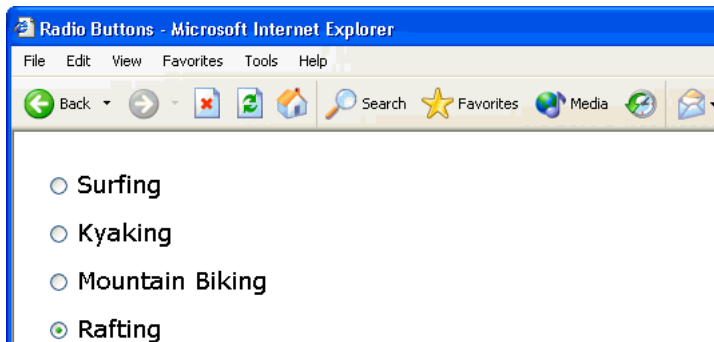 Radio Buttons - Microsoft Internet Explorer
File Edit View Favorites Tools Help
Back Search Favorites Media
Surfing
Kyaking
Mountain Biking
Rafting